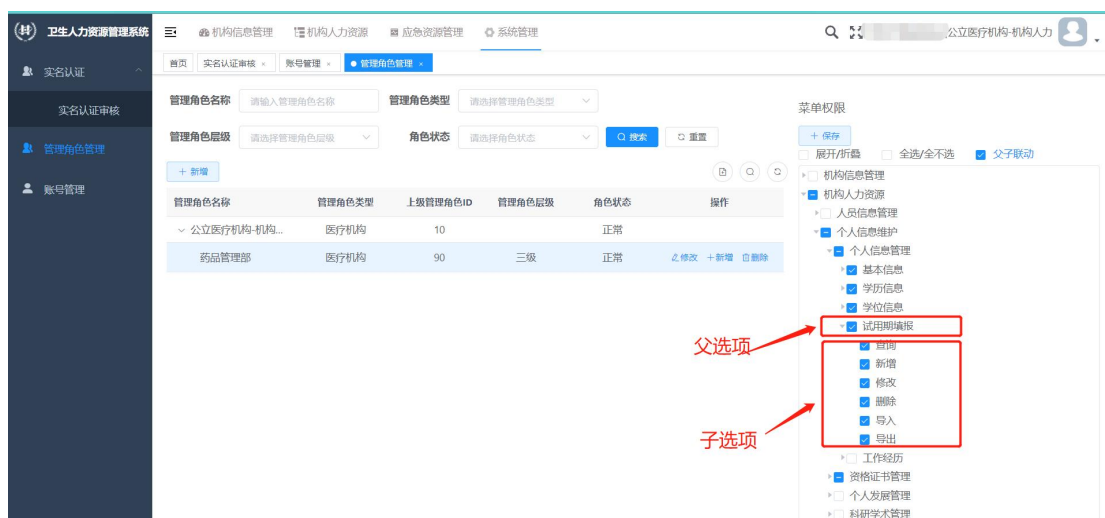 卫生人力资源管理系统 机构信息管理 机构人力资源 应急资源管理 系统管理 公立医疗机构-机构人力
首页 实名认证审核 × 账号管理 × 管理角色管理 ×
实名认证
实名认证审核
管理角色管理
账号管理
管理角色名称 请输入管理角色名称 管理角色类型 请选择管理角色类型
管理角色层级 请选择管理角色层级 角色状态 请选择角色状态 搜索 重置
+ 新增
管理角色名称 管理角色类型 上级管理角色ID 管理角色层级 角色状态 操作
公立医疗机构-机构... 医疗机构 10 正常
药品管理部 医疗机构 90 三级 正常 修改 +新增 删除
菜单权限
+ 保存
展开/折叠 全选/全不选 父子联动
机构信息管理
机构人力资源
人员信息管理
个人信息维护
个人信息管理
基本信息
学历信息
学位信息
试用期填报
查询
新增
修改
删除
导入
导出
工作经历
资格证书管理
个人发展管理
科研学术管理
父选项
子选项